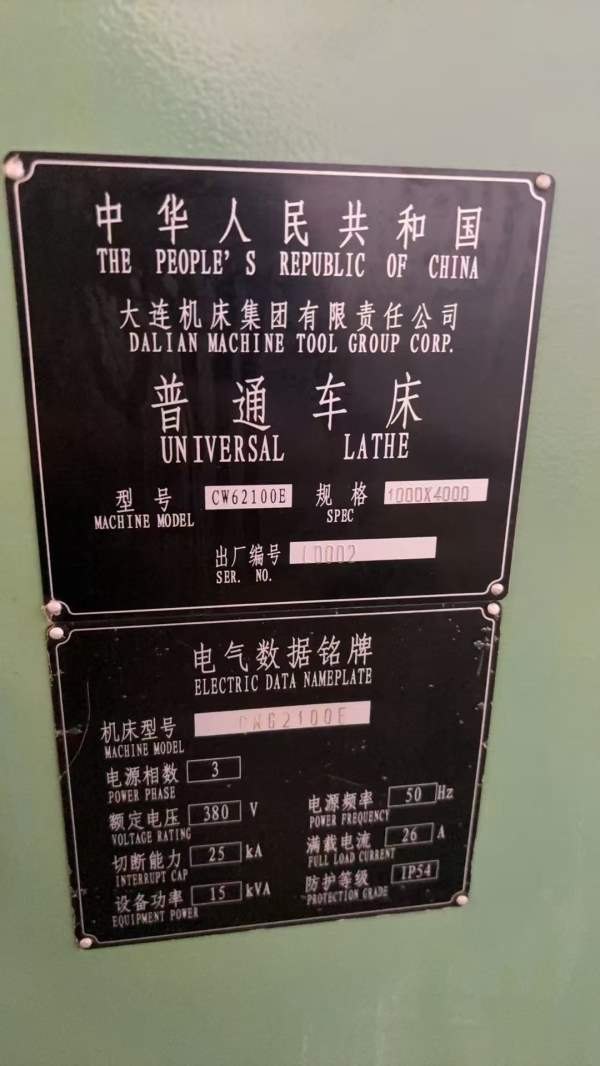 中华人民共和国
THE PEOPLE'S REPUBLIC OF CHINA
大连机床集团有限责任公司
DALIAN MACHINE TOOL GROUP CORP.
普通车床
UNIVERSAL LATHE
型号 CW62100E 规格 1000X4000
MACHINE MODEL SPEC
出厂编号
SER. NO.
电气数据铭牌
ELECTRIC DATA NAMEPLATE
机床型号 CW62100E
MACHINE MODEL
电源相数 3
POWER PHASE
电源频率 50 Hz
POWER FREQUENCY
额定电压 380 V
VOLTAGE RATING
满载电流 26 A
FULL LOAD CURRENT
切断能力 25 kA
INTERRUPT CAP
防护等级 IP54
PROTECTION GRADE
设备功率 15 kVA
EQUIPMENT POWER